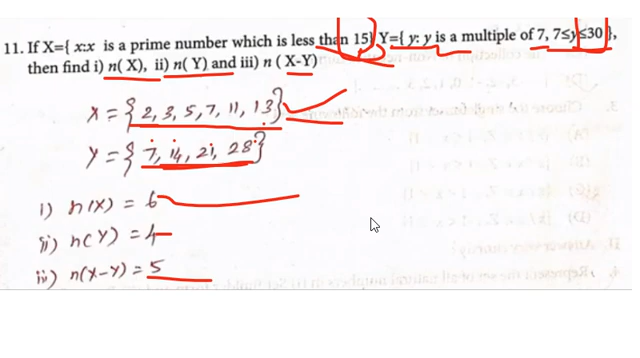 11. If X={ x:x is a prime number which is less than 15} Y={ y: y is a multiple of 7, 7≤y≤30 },
then find i) n( X), ii) n( Y) and iii) n ( X-Y)
X = { 2, 3, 5, 7, 11, 13}
Y = { 7, 14, 21, 28}
i) n(X) = 6
ii) n(Y) = 4
iii) n(X-Y) = 5